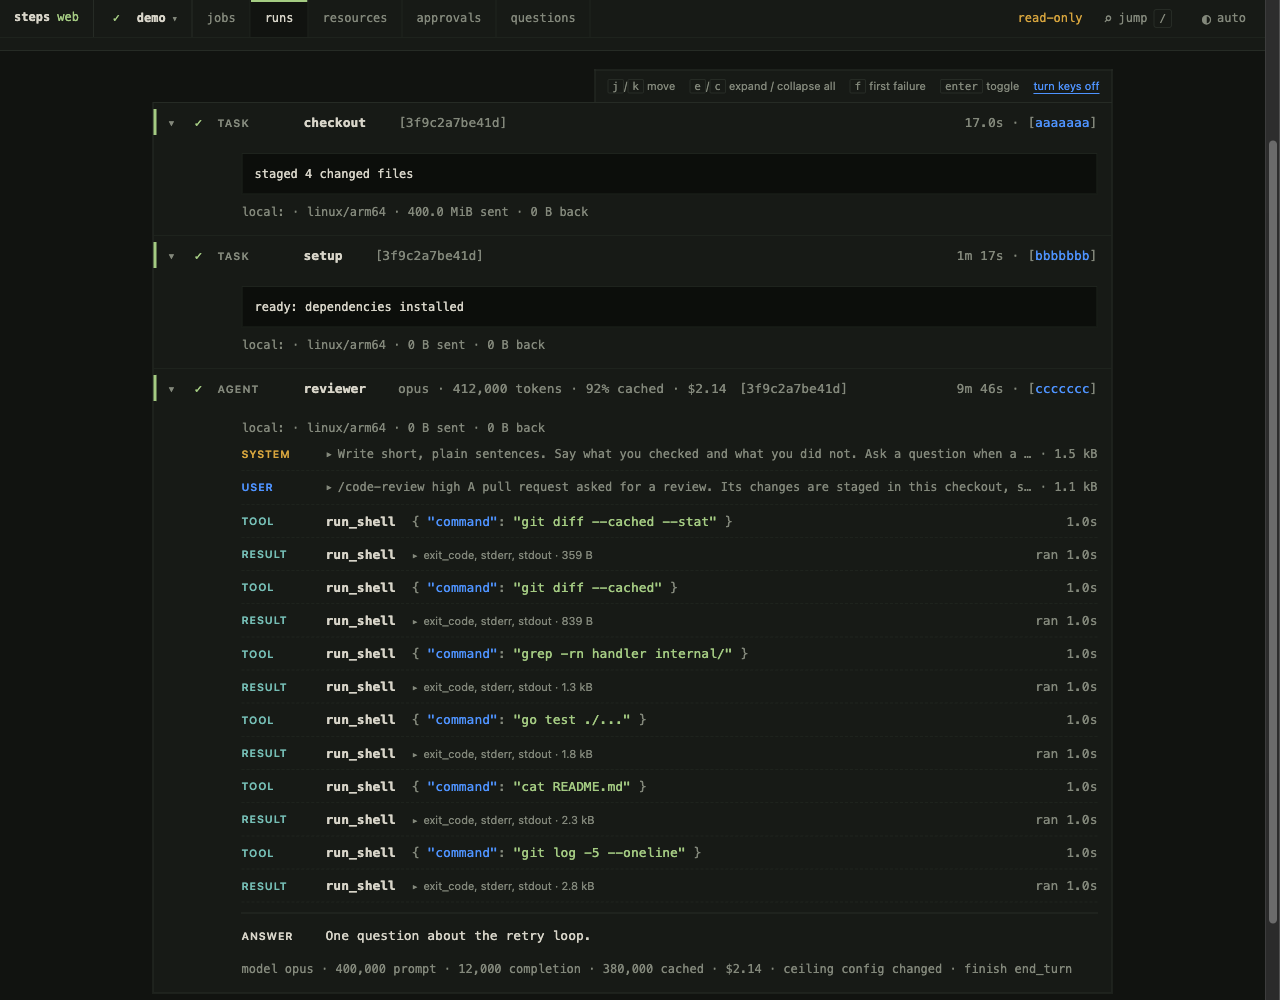 steps web ✓ demo ▾ jobs runs resources approvals questions read-only ⌕ jump / ◐ auto
j / k move e / c expand / collapse all f first failure enter toggle turn keys off
▾ ✓ TASK checkout [3f9c2a7be41d] 17.0s · [aaaaaaa]
staged 4 changed files
local: · linux/arm64 · 400.0 MiB sent · 0 B back
▾ ✓ TASK setup [3f9c2a7be41d] 1m 17s · [bbbbbbb]
ready: dependencies installed
local: · linux/arm64 · 0 B sent · 0 B back
▾ ✓ AGENT reviewer opus · 412,000 tokens · 92% cached · $2.14 [3f9c2a7be41d] 9m 46s · [ccccccc]
local: · linux/arm64 · 0 B sent · 0 B back
SYSTEM ▸ Write short, plain sentences. Say what you checked and what you did not. Ask a question when a … · 1.5 kB
USER ▸ /code-review high A pull request asked for a review. Its changes are staged in this checkout, s… · 1.1 kB
TOOL run_shell { "command": "git diff --cached --stat" } 1.0s
RESULT run_shell ▸ exit_code, stderr, stdout · 359 B ran 1.0s
TOOL run_shell { "command": "git diff --cached" } 1.0s
RESULT run_shell ▸ exit_code, stderr, stdout · 839 B ran 1.0s
TOOL run_shell { "command": "grep -rn handler internal/" } 1.0s
RESULT run_shell ▸ exit_code, stderr, stdout · 1.3 kB ran 1.0s
TOOL run_shell { "command": "go test ./..." } 1.0s
RESULT run_shell ▸ exit_code, stderr, stdout · 1.8 kB ran 1.0s
TOOL run_shell { "command": "cat README.md" } 1.0s
RESULT run_shell ▸ exit_code, stderr, stdout · 2.3 kB ran 1.0s
TOOL run_shell { "command": "git log -5 --oneline" } 1.0s
RESULT run_shell ▸ exit_code, stderr, stdout · 2.8 kB ran 1.0s
ANSWER One question about the retry loop.
model opus · 400,000 prompt · 12,000 completion · 380,000 cached · $2.14 · ceiling config changed · finish end_turn